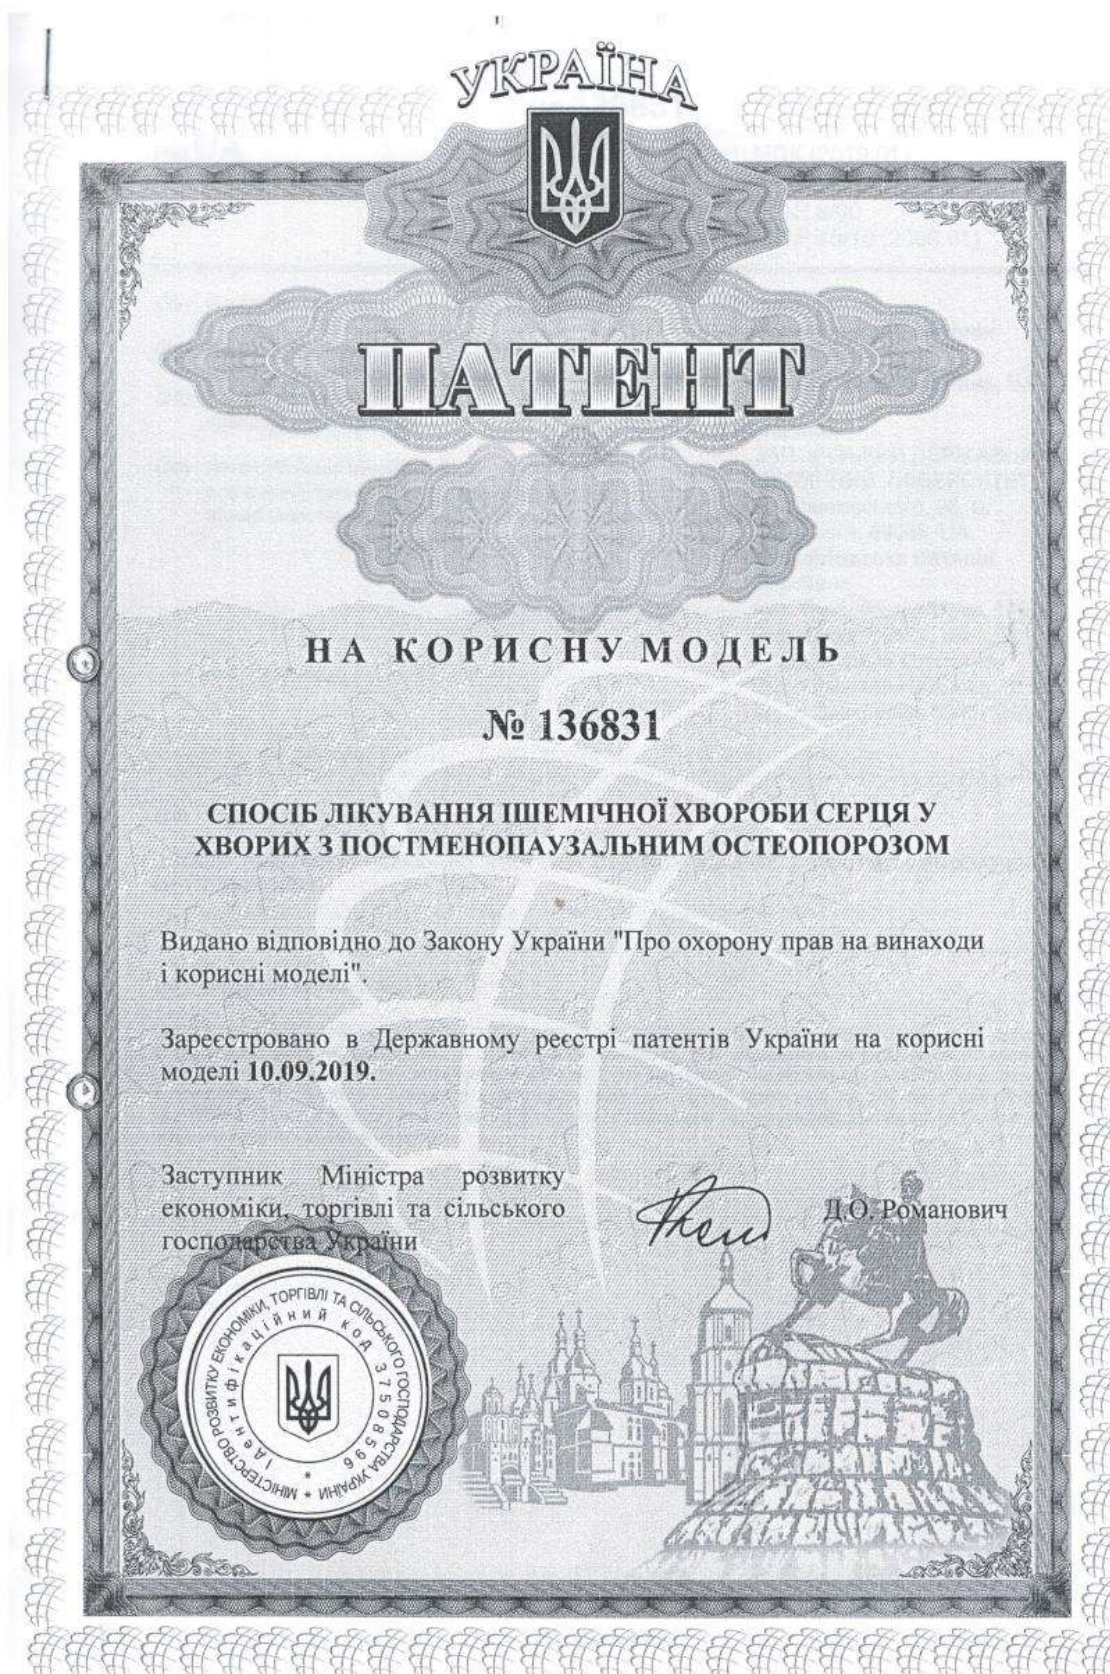 УКРАЇНА
ПАТЕНТ
НА КОРИСНУ МОДЕЛЬ
№ 136831
СПОСІБ ЛІКУВАННЯ ІШЕМІЧНОЇ ХВОРОБИ СЕРЦЯ У
ХВОРИХ З ПОСТМЕНОПАУЗАЛЬНИМ ОСТЕОПОРОЗОМ
Видано відповідно до Закону України "Про охорону прав на винаходи
і корисні моделі".
Зареєстровано в Державному реєстрі патентів України на корисні
моделі 10.09.2019.
Заступник Міністра розвитку
економіки, торгівлі та сільського
господарства України
Д.О. Романович
МІНІСТЕРСТВО РОЗВИТКУ ЕКОНОМІКИ, ТОРГІВЛІ ТА СІЛЬСЬКОГО ГОСПОДАРСТВА УКРАЇНИ *
Ідентифікаційний код 37508596 *